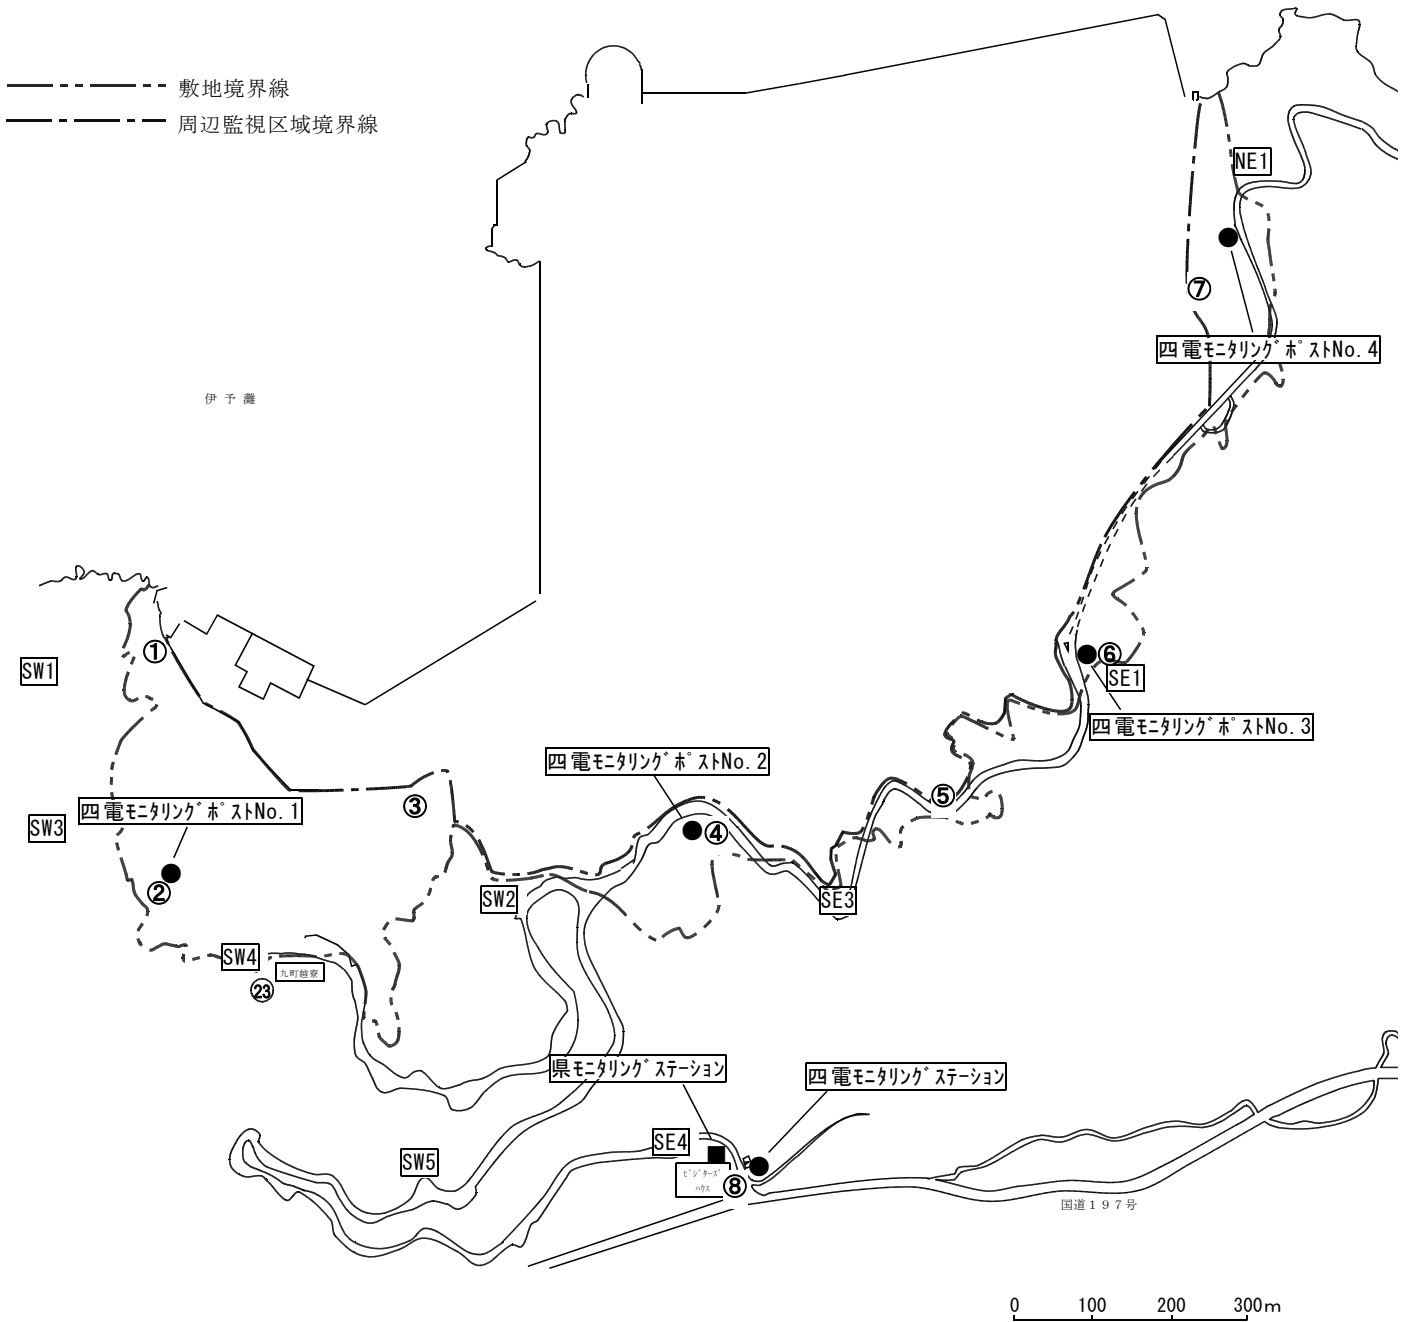 敷地境界線
周辺監視区域境界線
NE1
⑦
四電モニタリングポストNo.4
伊予灘
①
SW1
⑥
SE1
四電モニタリングポストNo.3
四電モニタリングポストNo.2
⑤
③
四電モニタリングポストNo.1
SW3
④
②
SW2
SE3
SW4
九町越寮
㉓
県モニタリングステーション
四電モニタリングステーション
SE4
SW5
ビジターズ
ハウス
⑧
国道197号
0 100 200 300m